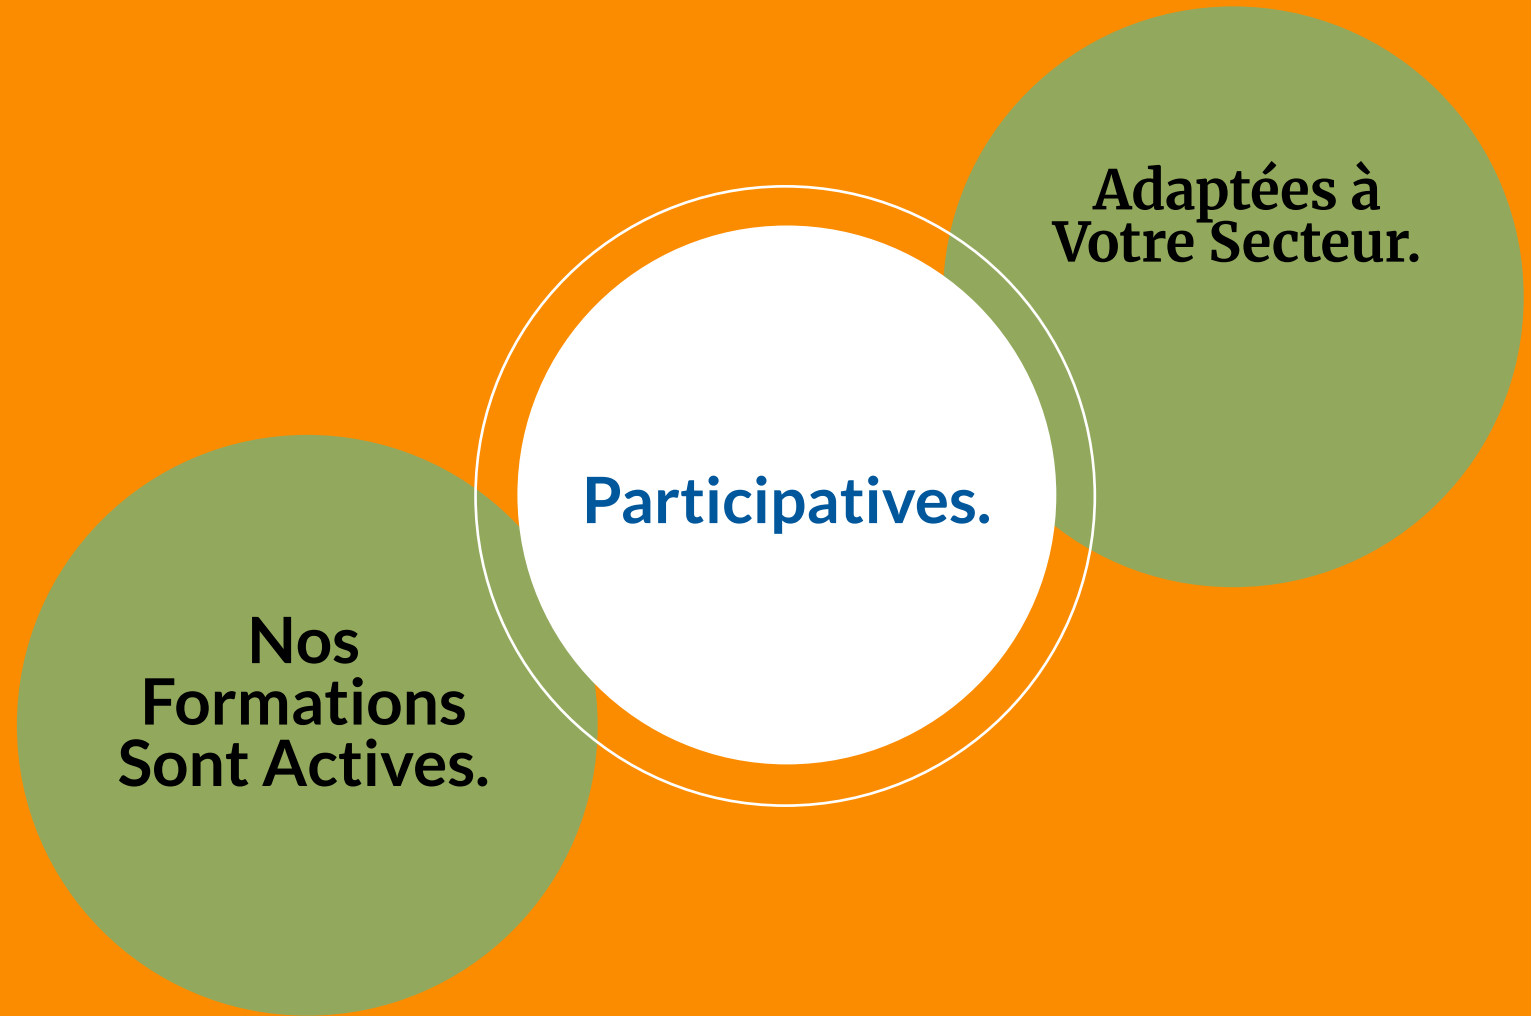 Nos
Formations
Sont Actives.
Participatives.
Adaptées à
Votre Secteur.